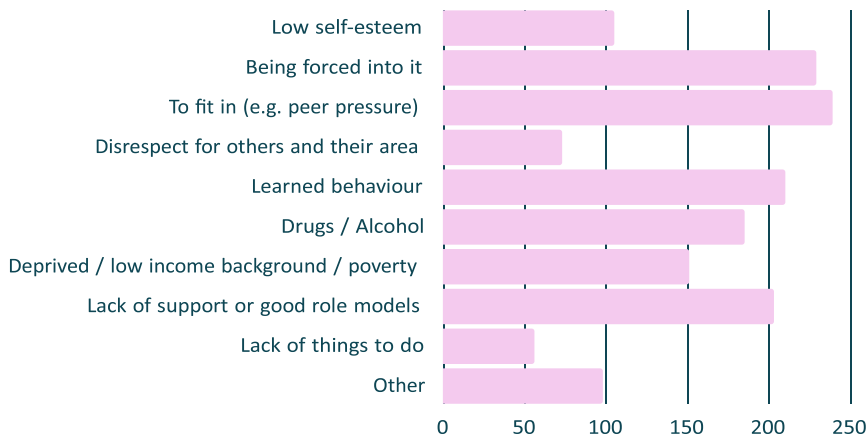 Low self-esteem
Being forced into it
To fit in (e.g. peer pressure)
Disrespect for others and their area
Learned behaviour
Drugs / Alcohol
Deprived / low income background / poverty
Lack of support or good role models
Lack of things to do
Other
0 50 100 150 200 250